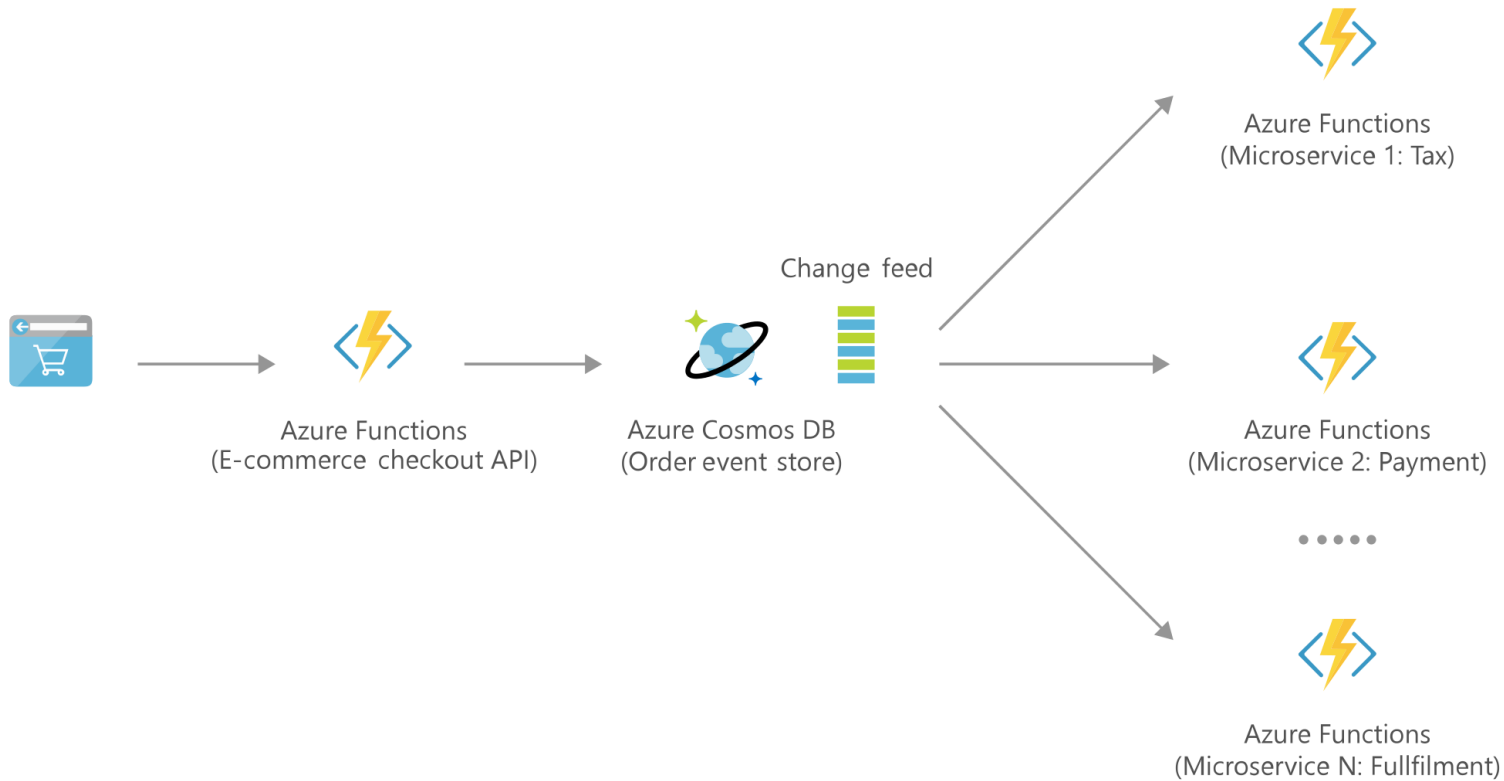 Azure Functions
(Microservice 1: Tax)
Change feed
Azure Functions
(E-commerce checkout API)
Azure Cosmos DB
(Order event store)
Azure Functions
(Microservice 2: Payment)
Azure Functions
(Microservice N: Fullfilment)